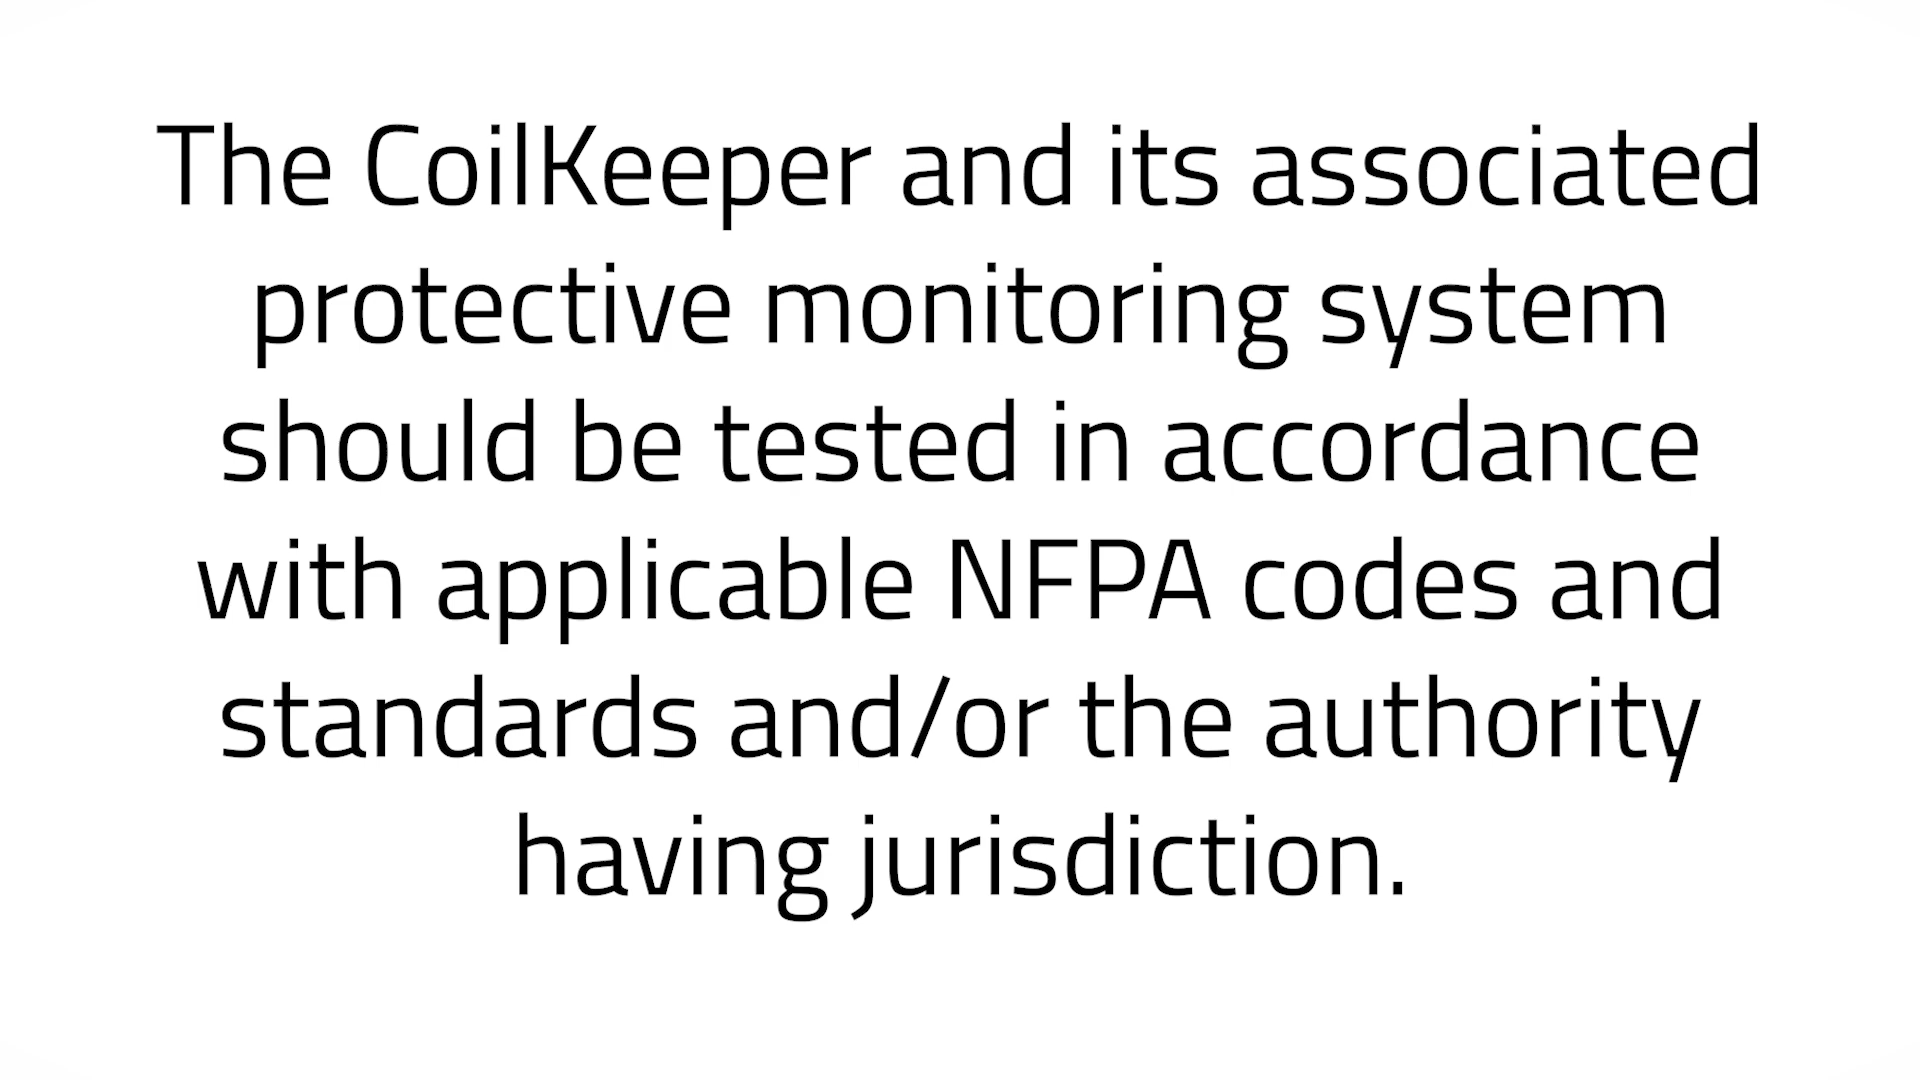 The CoilKeeper and its associated
protective monitoring system
should be tested in accordance
with applicable NFPA codes and
standards and/or the authority
having jurisdiction.